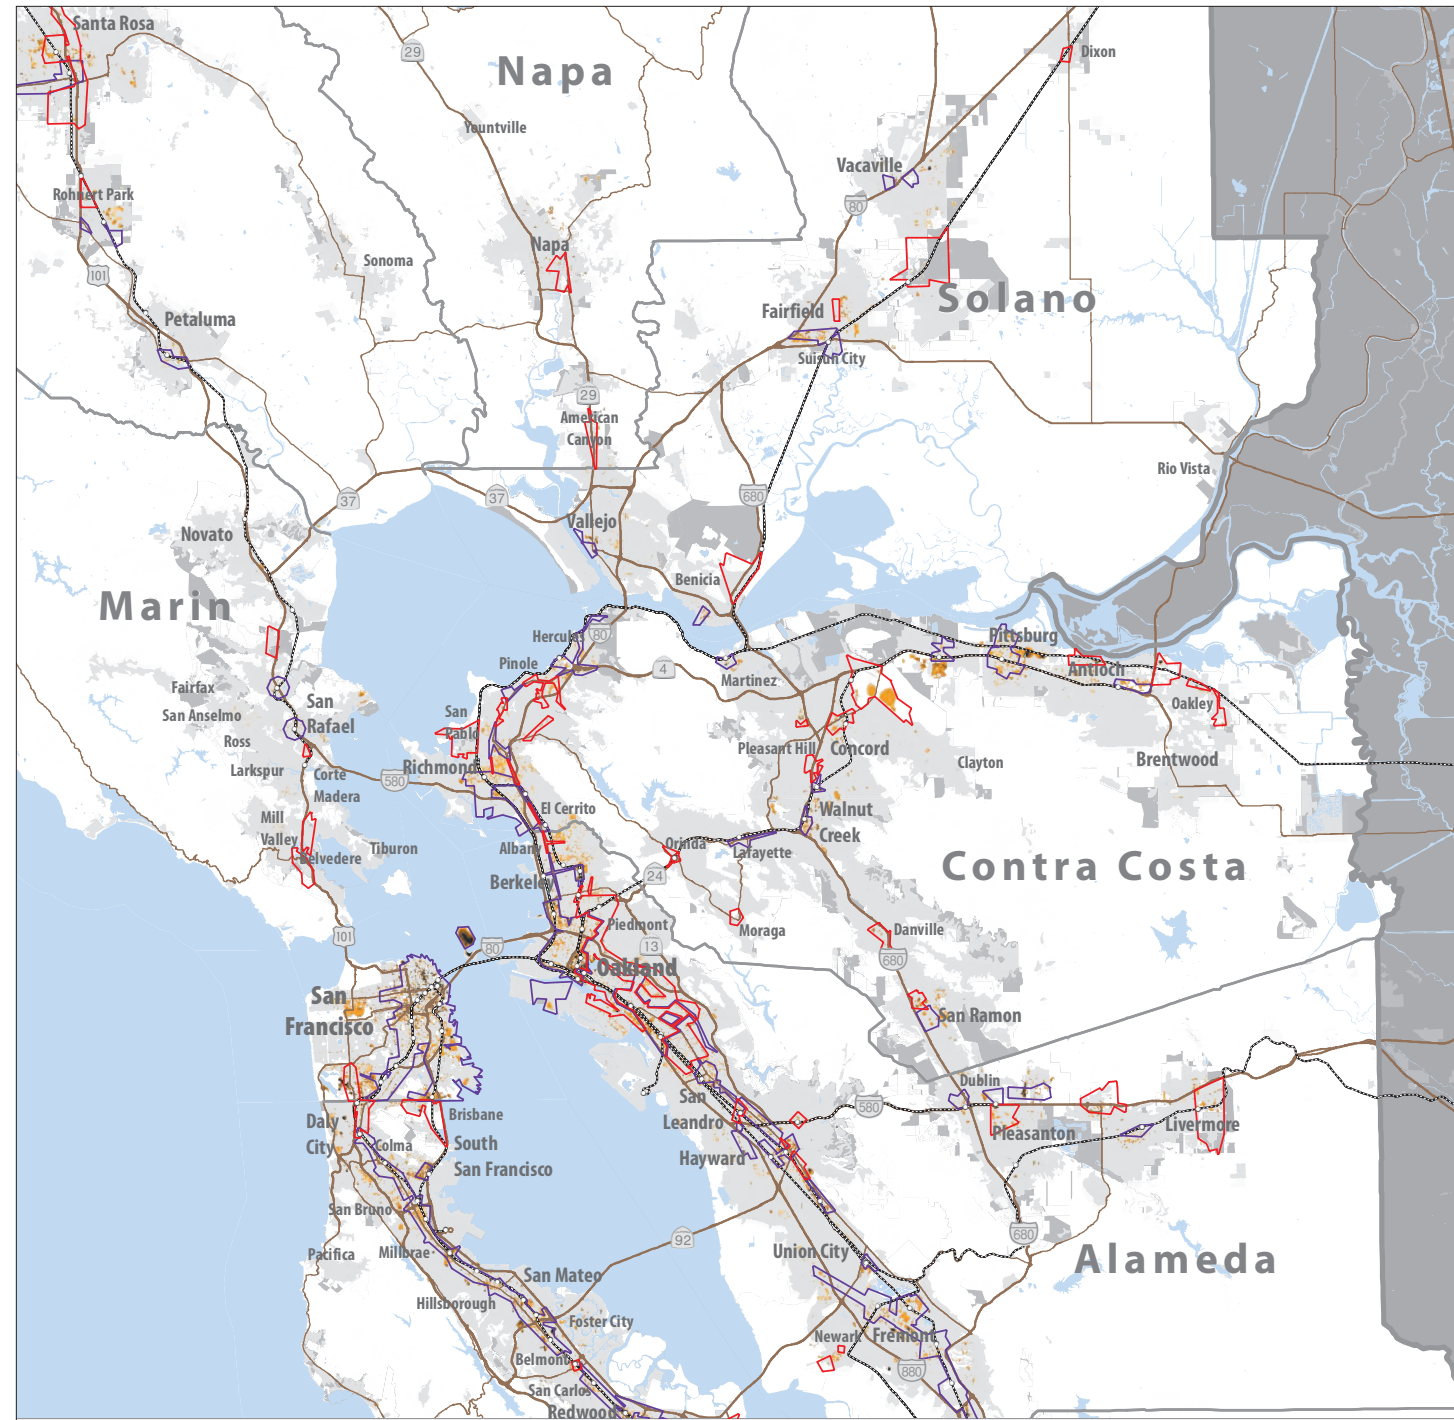 Santa Rosa
29
Dixon
Napa
Yountville
Vacaville
Rohnert Park
80
Napa
Sonoma
101
Solano
Fairfield
Petaluma
Suisun City
29
American
Canyon
Rio Vista
37
37
680
Vallejo
Novato
Benicia
Marin
Hercules
80
Pittsburg
Pinole
4
Martinez
Antioch
Fairfax
San
Rafael
San Anselmo
Oakley
San
Pablo
Ross
Pleasant Hill
Concord
Clayton
Brentwood
Larkspur
Corte
Madera
580
Richmond
El Cerrito
Walnut
Creek
Mill
Valley
Tiburon
Albany
Orinda
Lafayette
Belvedere
Contra Costa
24
Berkeley
Piedmont
Moraga
Danville
101
80
13
680
Oakland
San
Francisco
San Ramon
Dublin
San
Leandro
580
Brisbane
Daly
City
Pleasanton
Livermore
Colma
South
San Francisco
Hayward
San Bruno
680
92
Pacifica
Millbrae
Union City
Alameda
San Mateo
Hillsborough
Foster City
Newark
Fremont
Belmont
880
San Carlos
Redwood